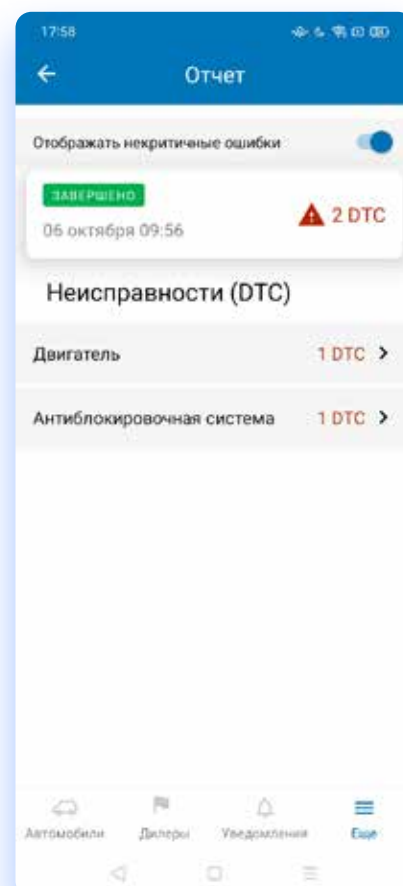 17:58
Отчет
Отображать некритичные ошибки
ЗАВЕРШЕНО
06 октября 09:56
2 DTC
Неисправности (DTC)
Двигатель
1 DTC
Антиблокировочная система
1 DTC
Автомобили
Дилеры
Уведомления
Еще